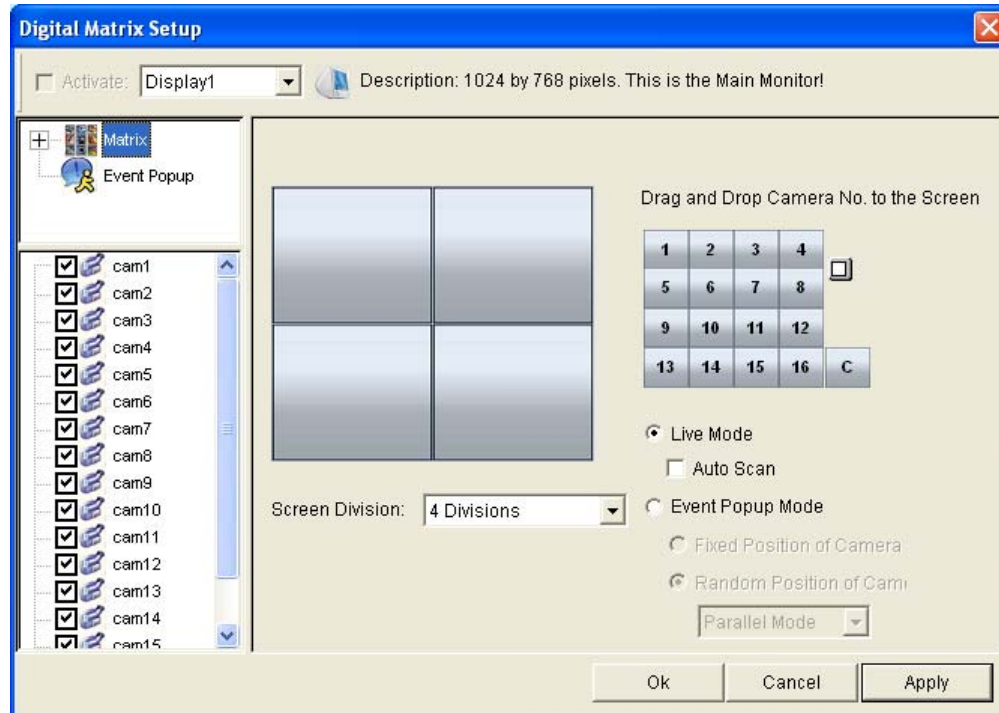 Digital Matrix Setup
Activate: Display1 Description: 1024 by 768 pixels. This is the Main Monitor!
Matrix
Event Popup
cam1
cam2
cam3
cam4
cam5
cam6
cam7
cam8
cam9
cam10
cam11
cam12
cam13
cam14
cam15
Screen Division: 4 Divisions
Drag and Drop Camera No. to the Screen
1 2 3 4
5 6 7 8
9 10 11 12
13 14 15 16 C
Live Mode
Auto Scan
Event Popup Mode
Fixed Position of Camera
Random Position of
Parallel Mode
Ok Cancel Apply